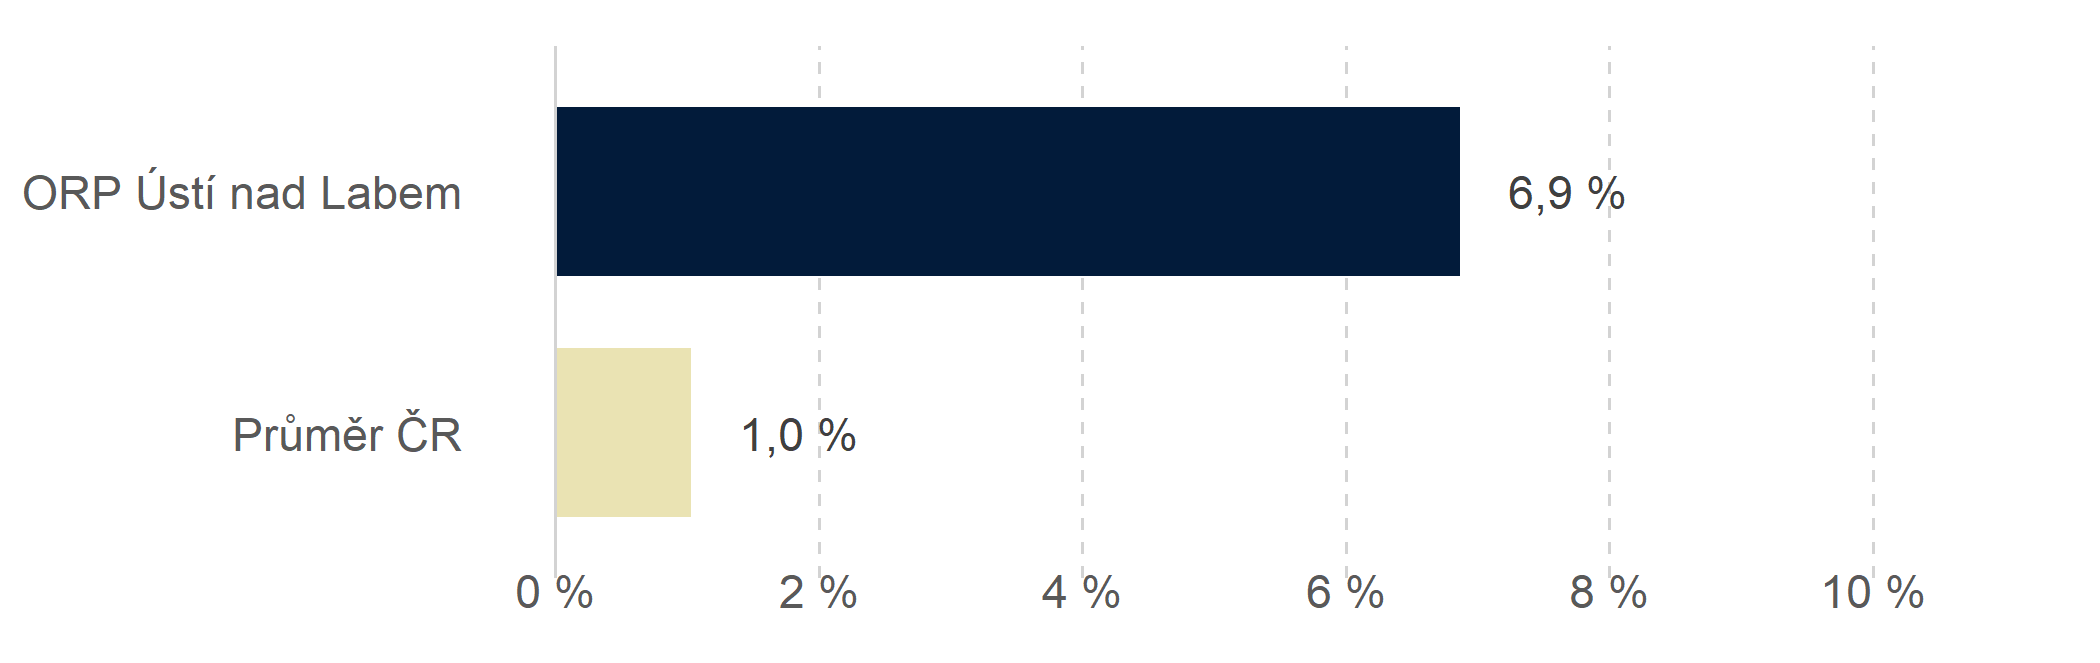 ORP Ústí nad Labem
6,9 %
Průměr ČR
1,0 %
0 % 2 % 4 % 6 % 8 % 10 %